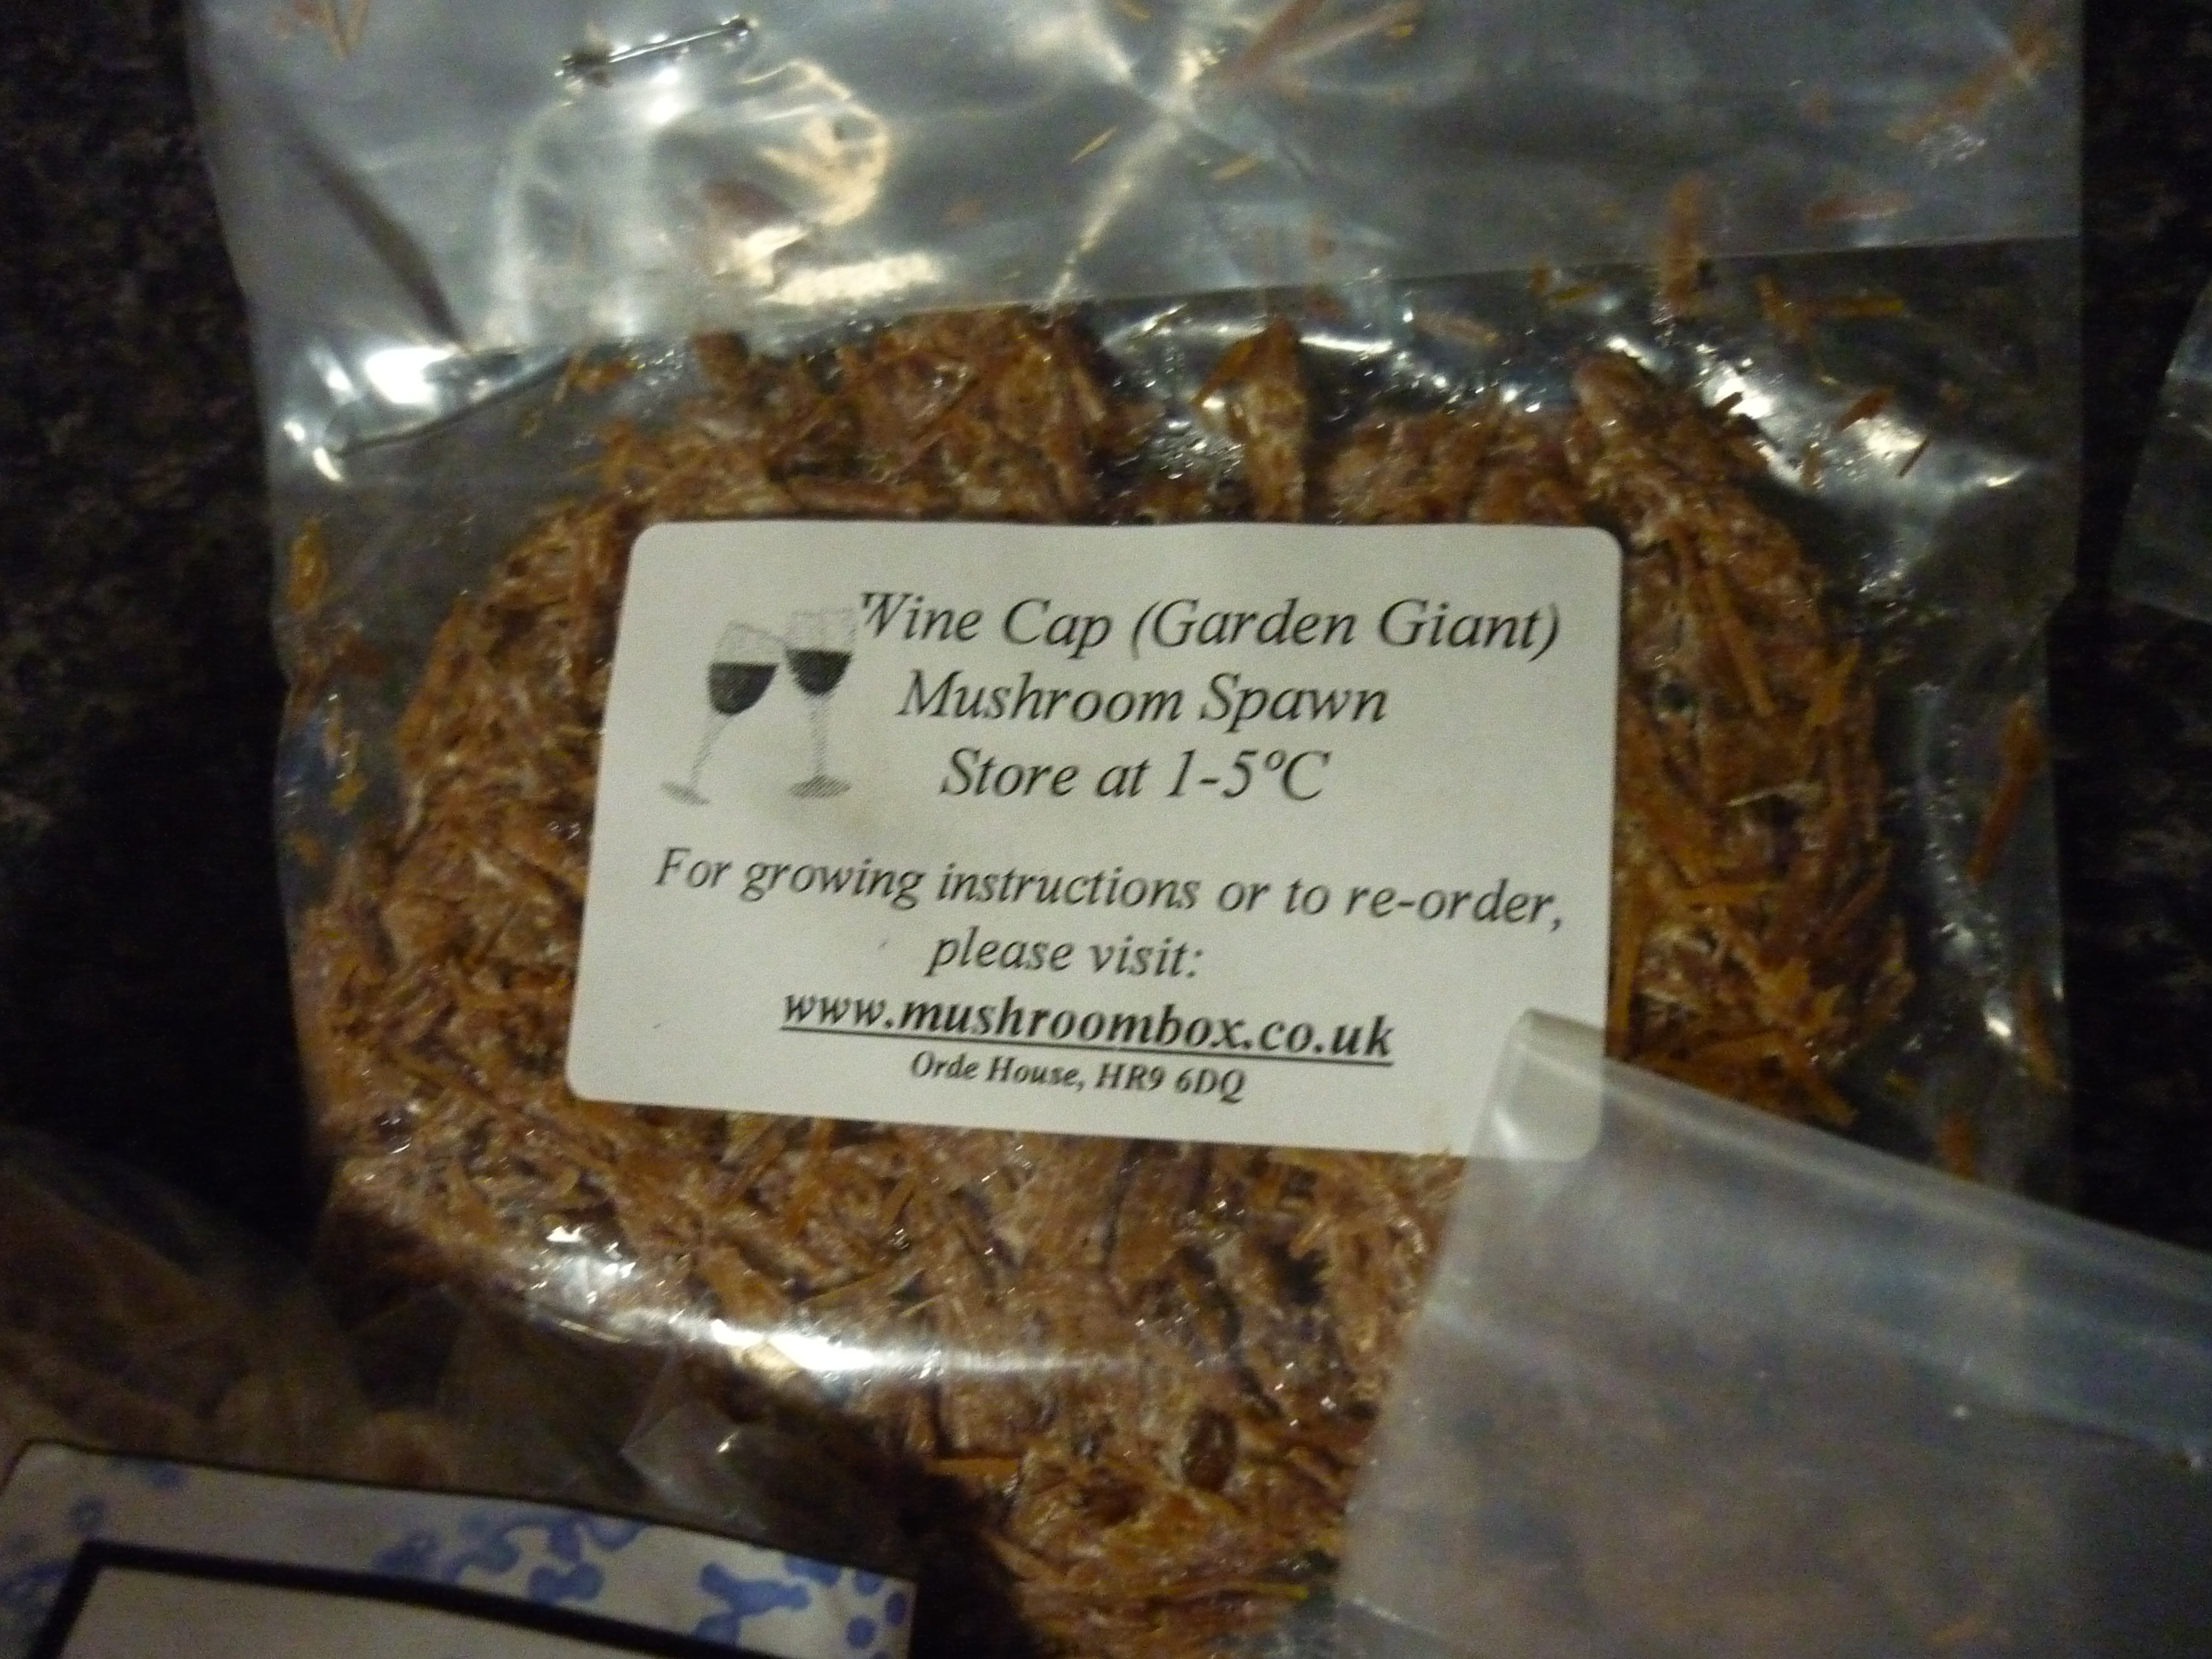 Wine Cap (Garden Giant)
Mushroom Spawn
Store at 1-5ºC
For growing instructions or to re-order,
please visit:
www.mushroombox.co.uk
Orde House, HR9 6DQ